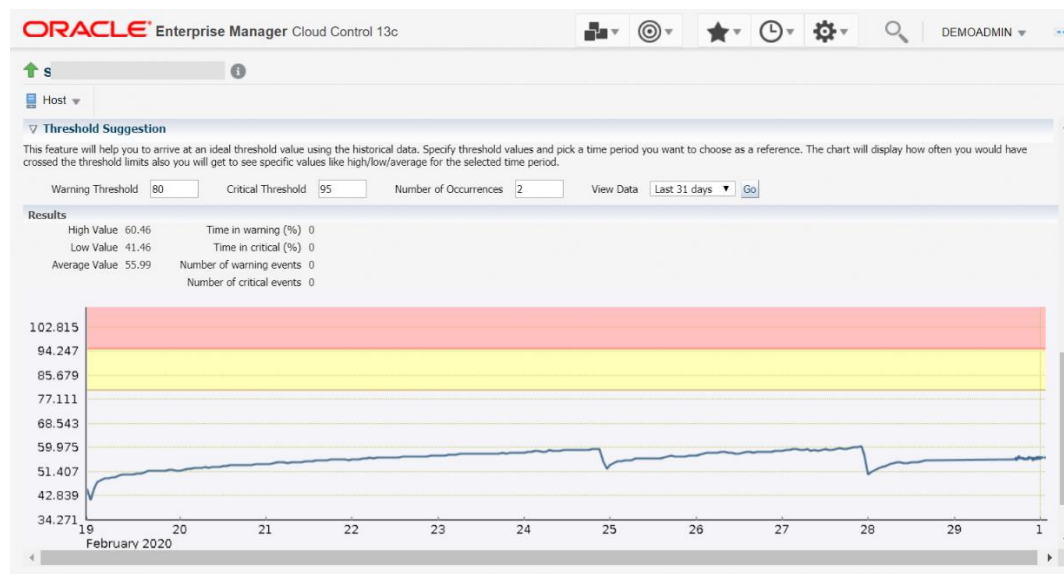 ORACLE® Enterprise Manager Cloud Control 13c
DEMOADMIN
Host
Threshold Suggestion
This feature will help you to arrive at an ideal threshold value using the historical data. Specify threshold values and pick a time period you want to choose as a reference. The chart will display how often you would have
crossed the threshold limits also you will get to see specific values like high/low/average for the selected time period.
Warning Threshold 80 Critical Threshold 95 Number of Occurrences 2 View Data Last 31 days Go
Results
High Value 60.46 Time in warning (%) 0
Low Value 41.46 Time in critical (%) 0
Average Value 55.99 Number of warning events 0
Number of critical events 0
102.815
94.247
85.679
77.111
68.543
59.975
51.407
42.839
34.271
19 20 21 22 23 24 25 26 27 28 29 1
February 2020